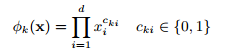 ϕ_k(𝐱) = ∏_{i=1}^{d} x_i^{c_{ki}}   c_{ki} ∈ {0, 1}